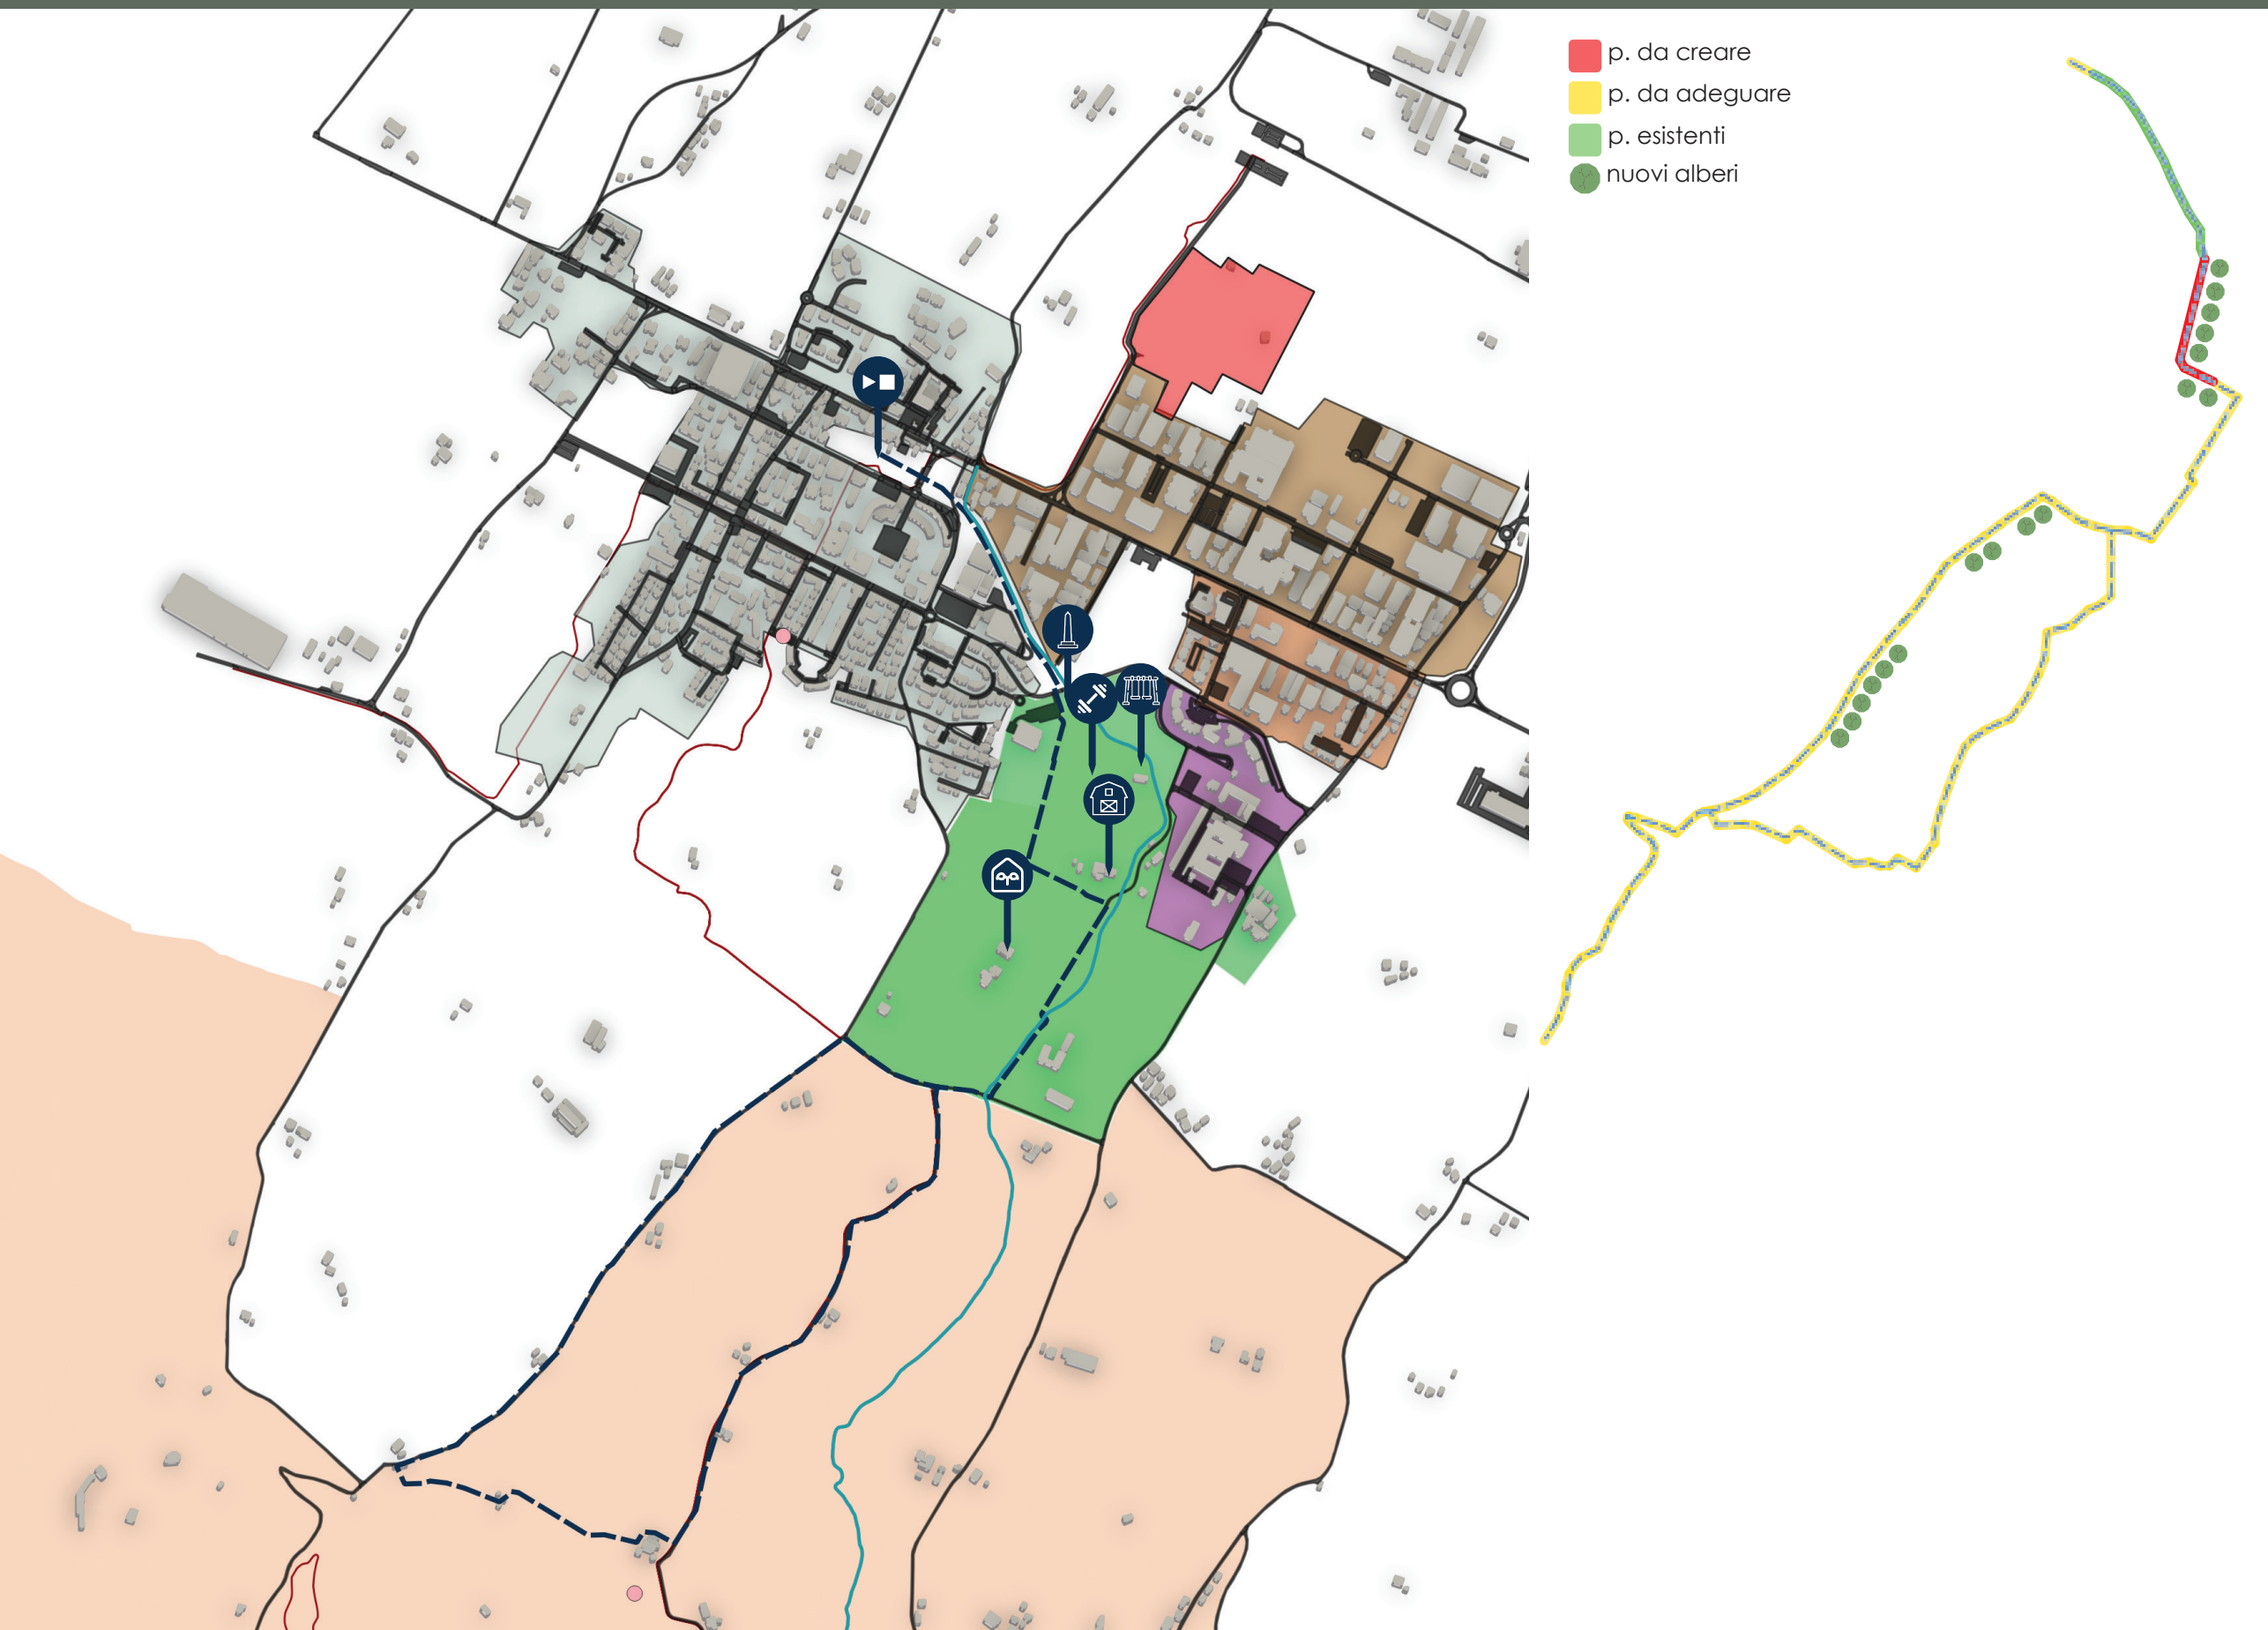 p. da creare
p. da adeguare
p. esistenti
nuovi alberi